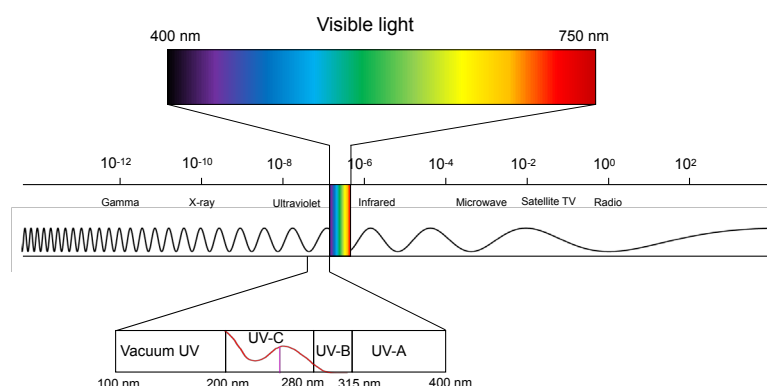 Visible light
400 nm 750 nm
10-12 10-10 10-8 10-6 10-4 10-2 100 102
Gamma X-ray Ultraviolet Infrared Microwave Satellite TV Radio
UV-C
Vacuum UV UV-B UV-A
100 nm 200 nm 280 nm 315 nm 400 nm